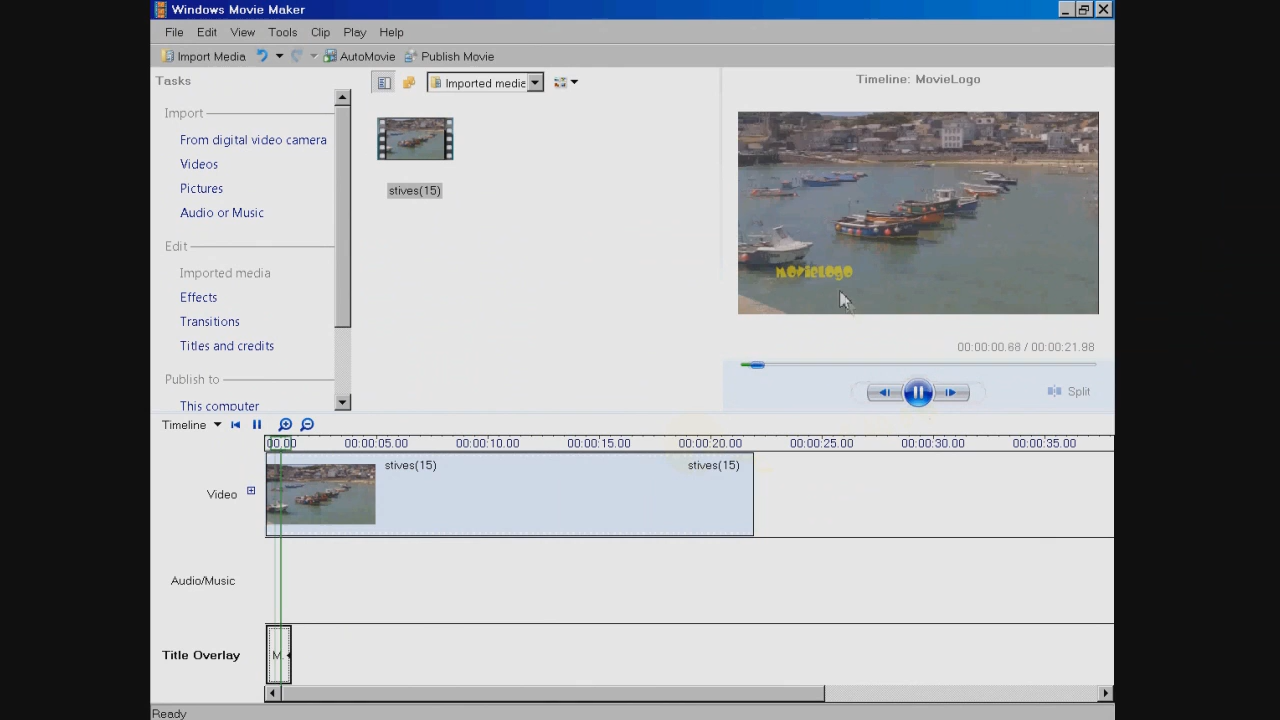 Windows Movie Maker
File Edit View Tools Clip Play Help
Import Media AutoMovie Publish Movie
Tasks
Imported media
Timeline: MovieLogo
Import
From digital video camera
Videos
Pictures
Audio or Music
Edit
Imported media
Effects
Transitions
Titles and credits
Publish to
This computer
stives(15)
MovieLogo
00:00:00.68 / 00:00:21.98
Split
Timeline
00.00 00:00:05.00 00:00:10.00 00:00:15.00 00:00:20.00 00:00:25.00 00:00:30.00 00:00:35.00
stives(15) stives(15)
Video
Audio/Music
Title Overlay M
Ready